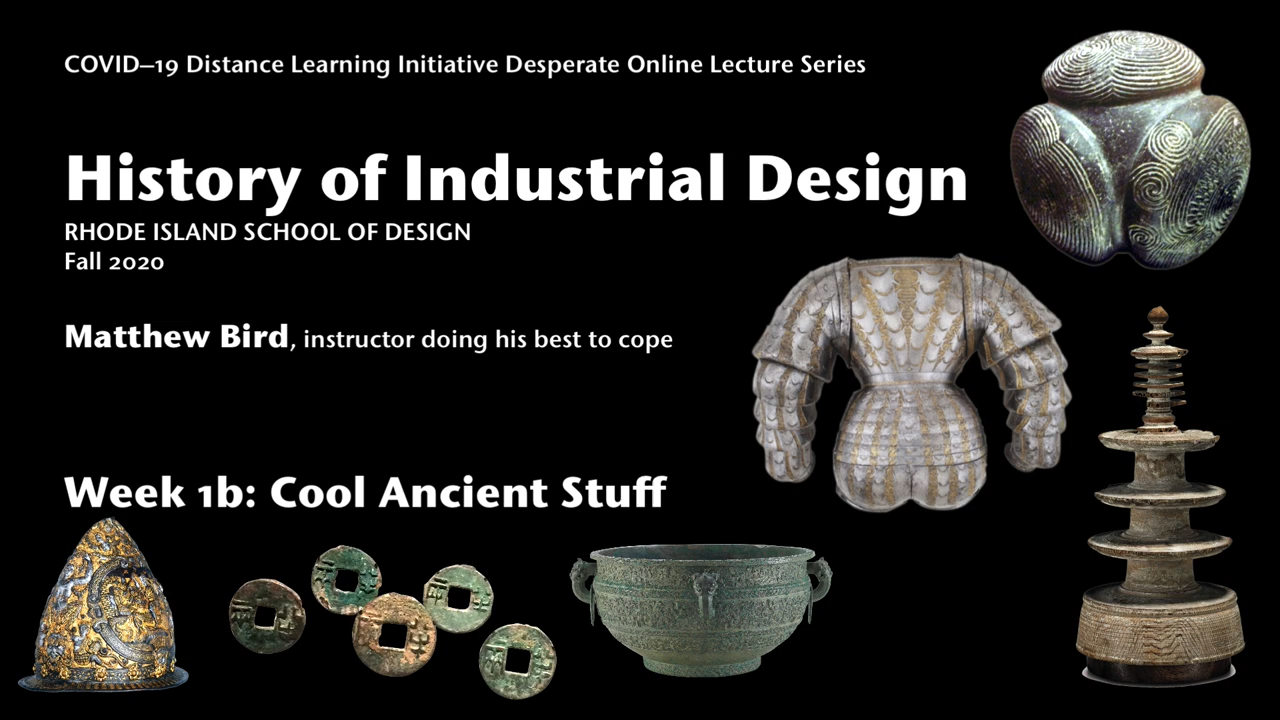 COVID–19 Distance Learning Initiative Desperate Online Lecture Series
History of Industrial Design
RHODE ISLAND SCHOOL OF DESIGN
Fall 2020
Matthew Bird, instructor doing his best to cope
Week 1b: Cool Ancient Stuff